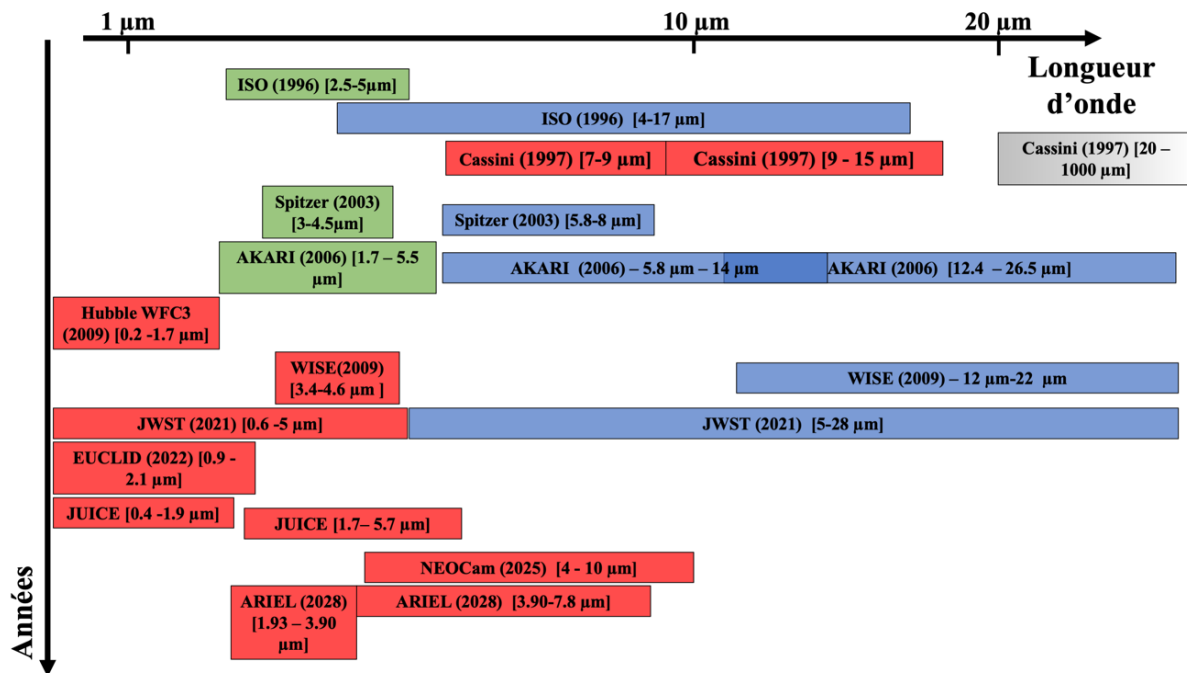 1 µm
10 µm
20 µm
Longueur
d’onde
ISO (1996) [2.5-5µm]
ISO (1996) [4-17 µm]
Cassini (1997) [7-9 µm]
Cassini (1997) [9 - 15 µm]
Cassini (1997) [20 –
1000 µm]
Spitzer (2003)
[3-4.5µm]
Spitzer (2003) [5.8-8 µm]
AKARI (2006) [1.7 – 5.5
µm]
AKARI (2006) – 5.8 µm – 14 µm
AKARI (2006) [12.4 – 26.5 µm]
Hubble WFC3
(2009) [0.2 -1.7 µm]
WISE(2009)
[3.4-4.6 µm ]
WISE (2009) – 12 µm-22 µm
JWST (2021) [0.6 -5 µm]
JWST (2021) [5-28 µm]
EUCLID (2022) [0.9 -
2.1 µm]
JUICE [0.4 -1.9 µm]
JUICE [1.7– 5.7 µm]
NEOCam (2025) [4 - 10 µm]
ARIEL (2028)
[1.93 – 3.90
µm]
ARIEL (2028) [3.90-7.8 µm]
Années